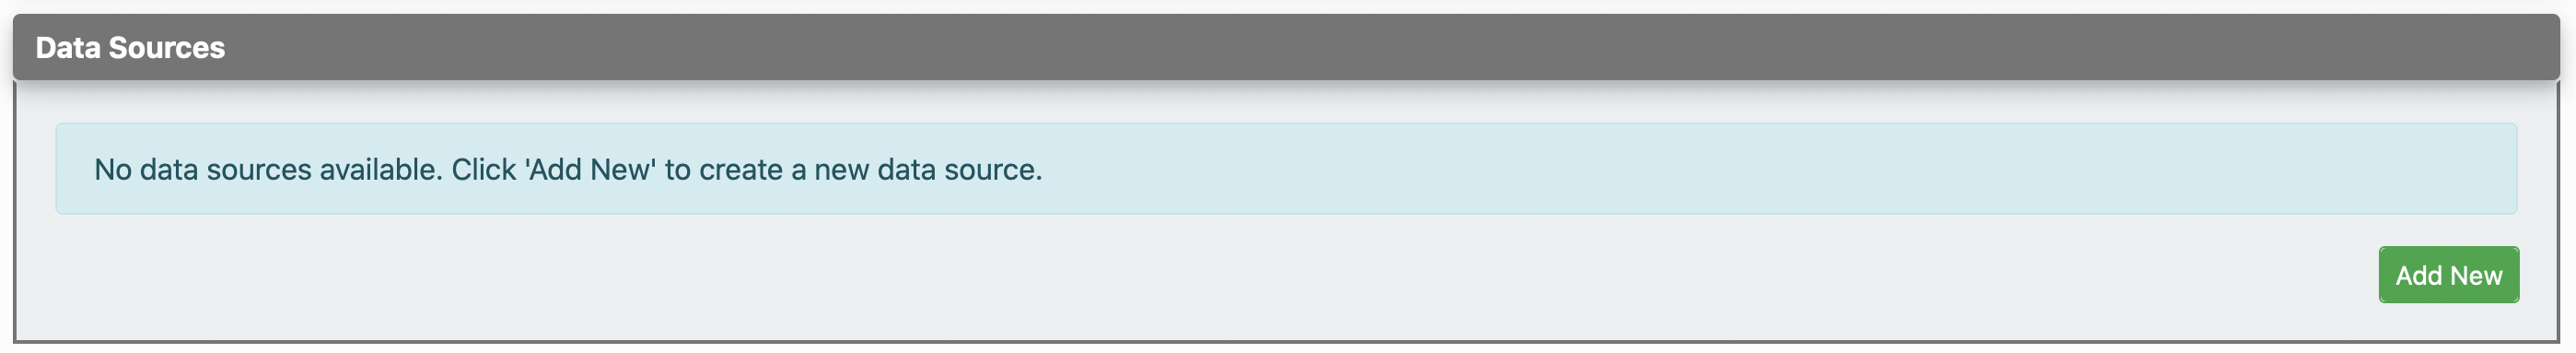 Data Sources
No data sources available. Click 'Add New' to create a new data source.
Add New